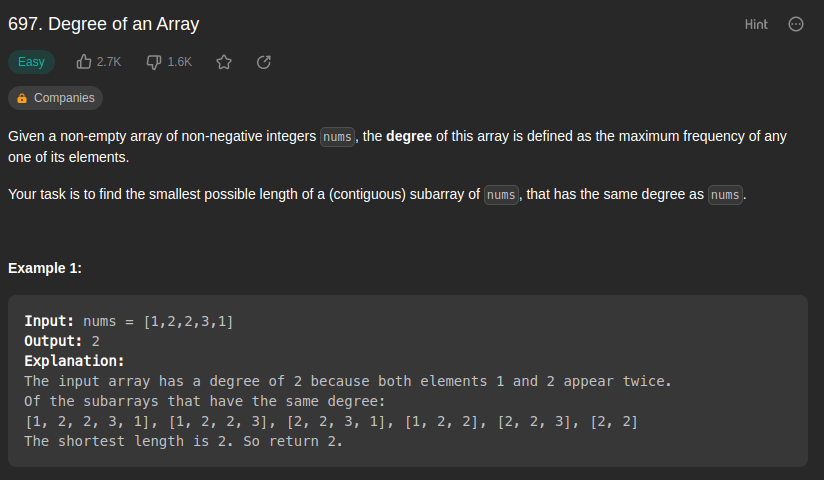 697. Degree of an Array
Hint
Easy
2.7K
1.6K
Companies
Given a non-empty array of non-negative integers nums, the degree of this array is defined as the maximum frequency of any
one of its elements.
Your task is to find the smallest possible length of a (contiguous) subarray of nums, that has the same degree as nums.
Example 1:
Input: nums = [1,2,2,3,1]
Output: 2
Explanation:
The input array has a degree of 2 because both elements 1 and 2 appear twice.
Of the subarrays that have the same degree:
[1, 2, 2, 3, 1], [1, 2, 2, 3], [2, 2, 3, 1], [1, 2, 2], [2, 2, 3], [2, 2]
The shortest length is 2. So return 2.